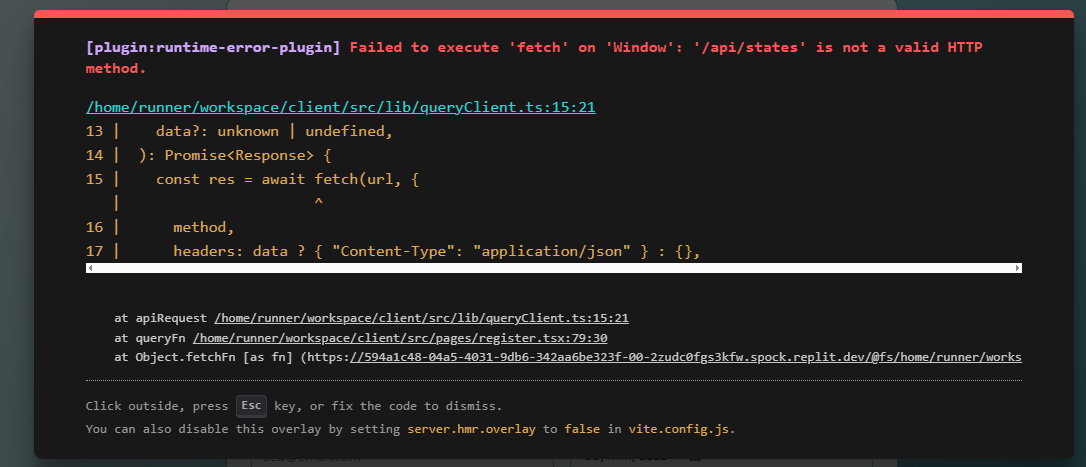 [plugin:runtime-error-plugin] Failed to execute 'fetch' on 'Window': '/api/states' is not a valid HTTP
method.
/home/runner/workspace/client/src/lib/queryClient.ts:15:21
13 |    data?: unknown | undefined,
14 |  ): Promise<Response> {
15 |    const res = await fetch(url, {
   |                      ^
16 |      method,
17 |      headers: data ? { "Content-Type": "application/json" } : {},
at apiRequest /home/runner/workspace/client/src/lib/queryClient.ts:15:21
at queryFn /home/runner/workspace/client/src/pages/register.tsx:79:30
at Object.fetchFn [as fn] (https://594a1c48-04a5-4031-9db6-342aa6be323f-00-2zudc0fgs3kfw.spock.replit.dev/@fs/home/runner/works
Click outside, press Esc key, or fix the code to dismiss.
You can also disable this overlay by setting server.hmr.overlay to false in vite.config.js.